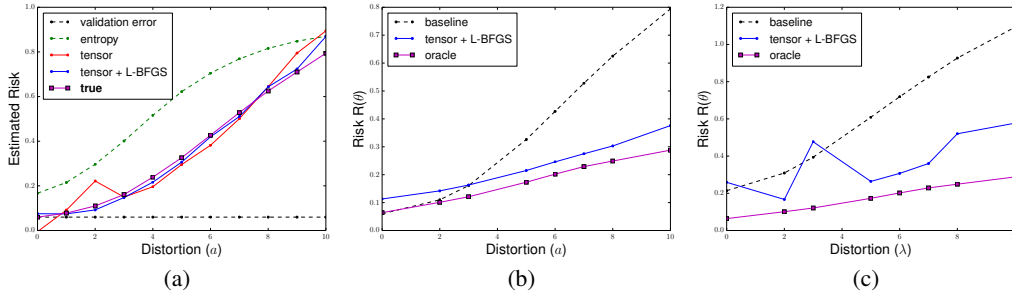 validation error
entropy
tensor
tensor + L-BFGS
true
Estimated Risk
1.0
0.8
0.6
0.4
0.2
0.0
0 2 4 6 8 10
Distortion (a)
(a)
baseline
tensor + L-BFGS
oracle
Risk R(θ)
0.8
0.7
0.6
0.5
0.4
0.3
0.2
0.1
0.0
0 2 4 6 8 10
Distortion (a)
(b)
baseline
tensor + L-BFGS
oracle
Risk R(θ)
1.2
1.0
0.8
0.6
0.4
0.2
0.0
0 2 4 6 8
Distortion (λ)
(c)